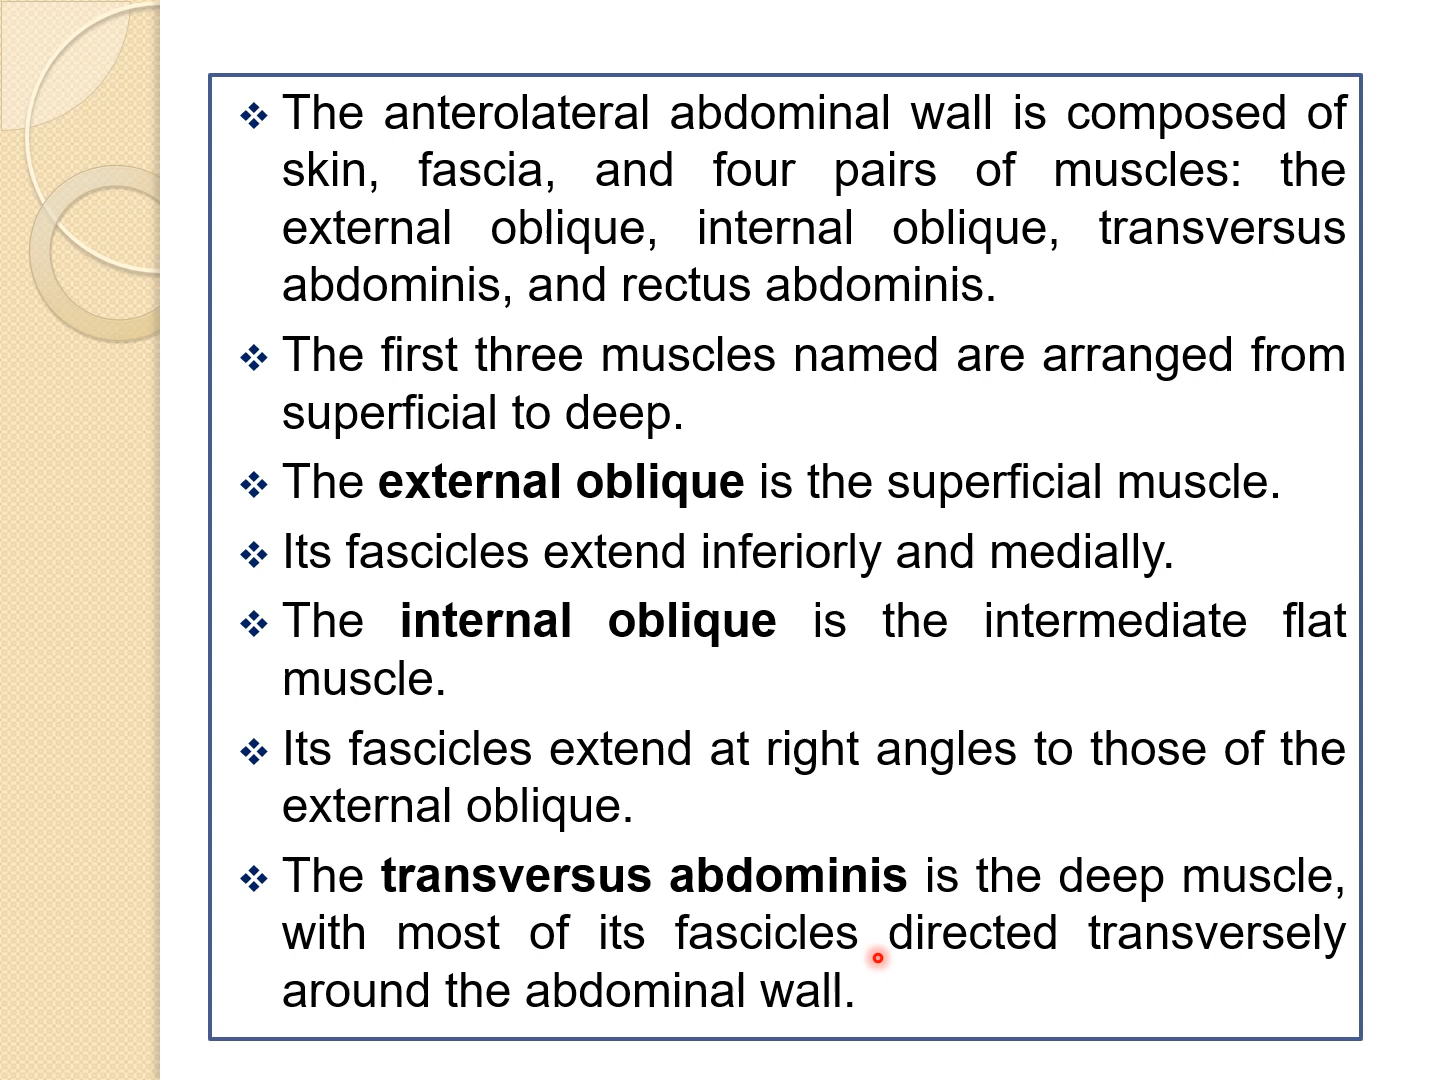 ❖ The anterolateral abdominal wall is composed of
skin, fascia, and four pairs of muscles: the
external oblique, internal oblique, transversus
abdominis, and rectus abdominis.
❖ The first three muscles named are arranged from
superficial to deep.
❖ The external oblique is the superficial muscle.
❖ Its fascicles extend inferiorly and medially.
❖ The internal oblique is the intermediate flat
muscle.
❖ Its fascicles extend at right angles to those of the
external oblique.
❖ The transversus abdominis is the deep muscle,
with most of its fascicles directed transversely
around the abdominal wall.